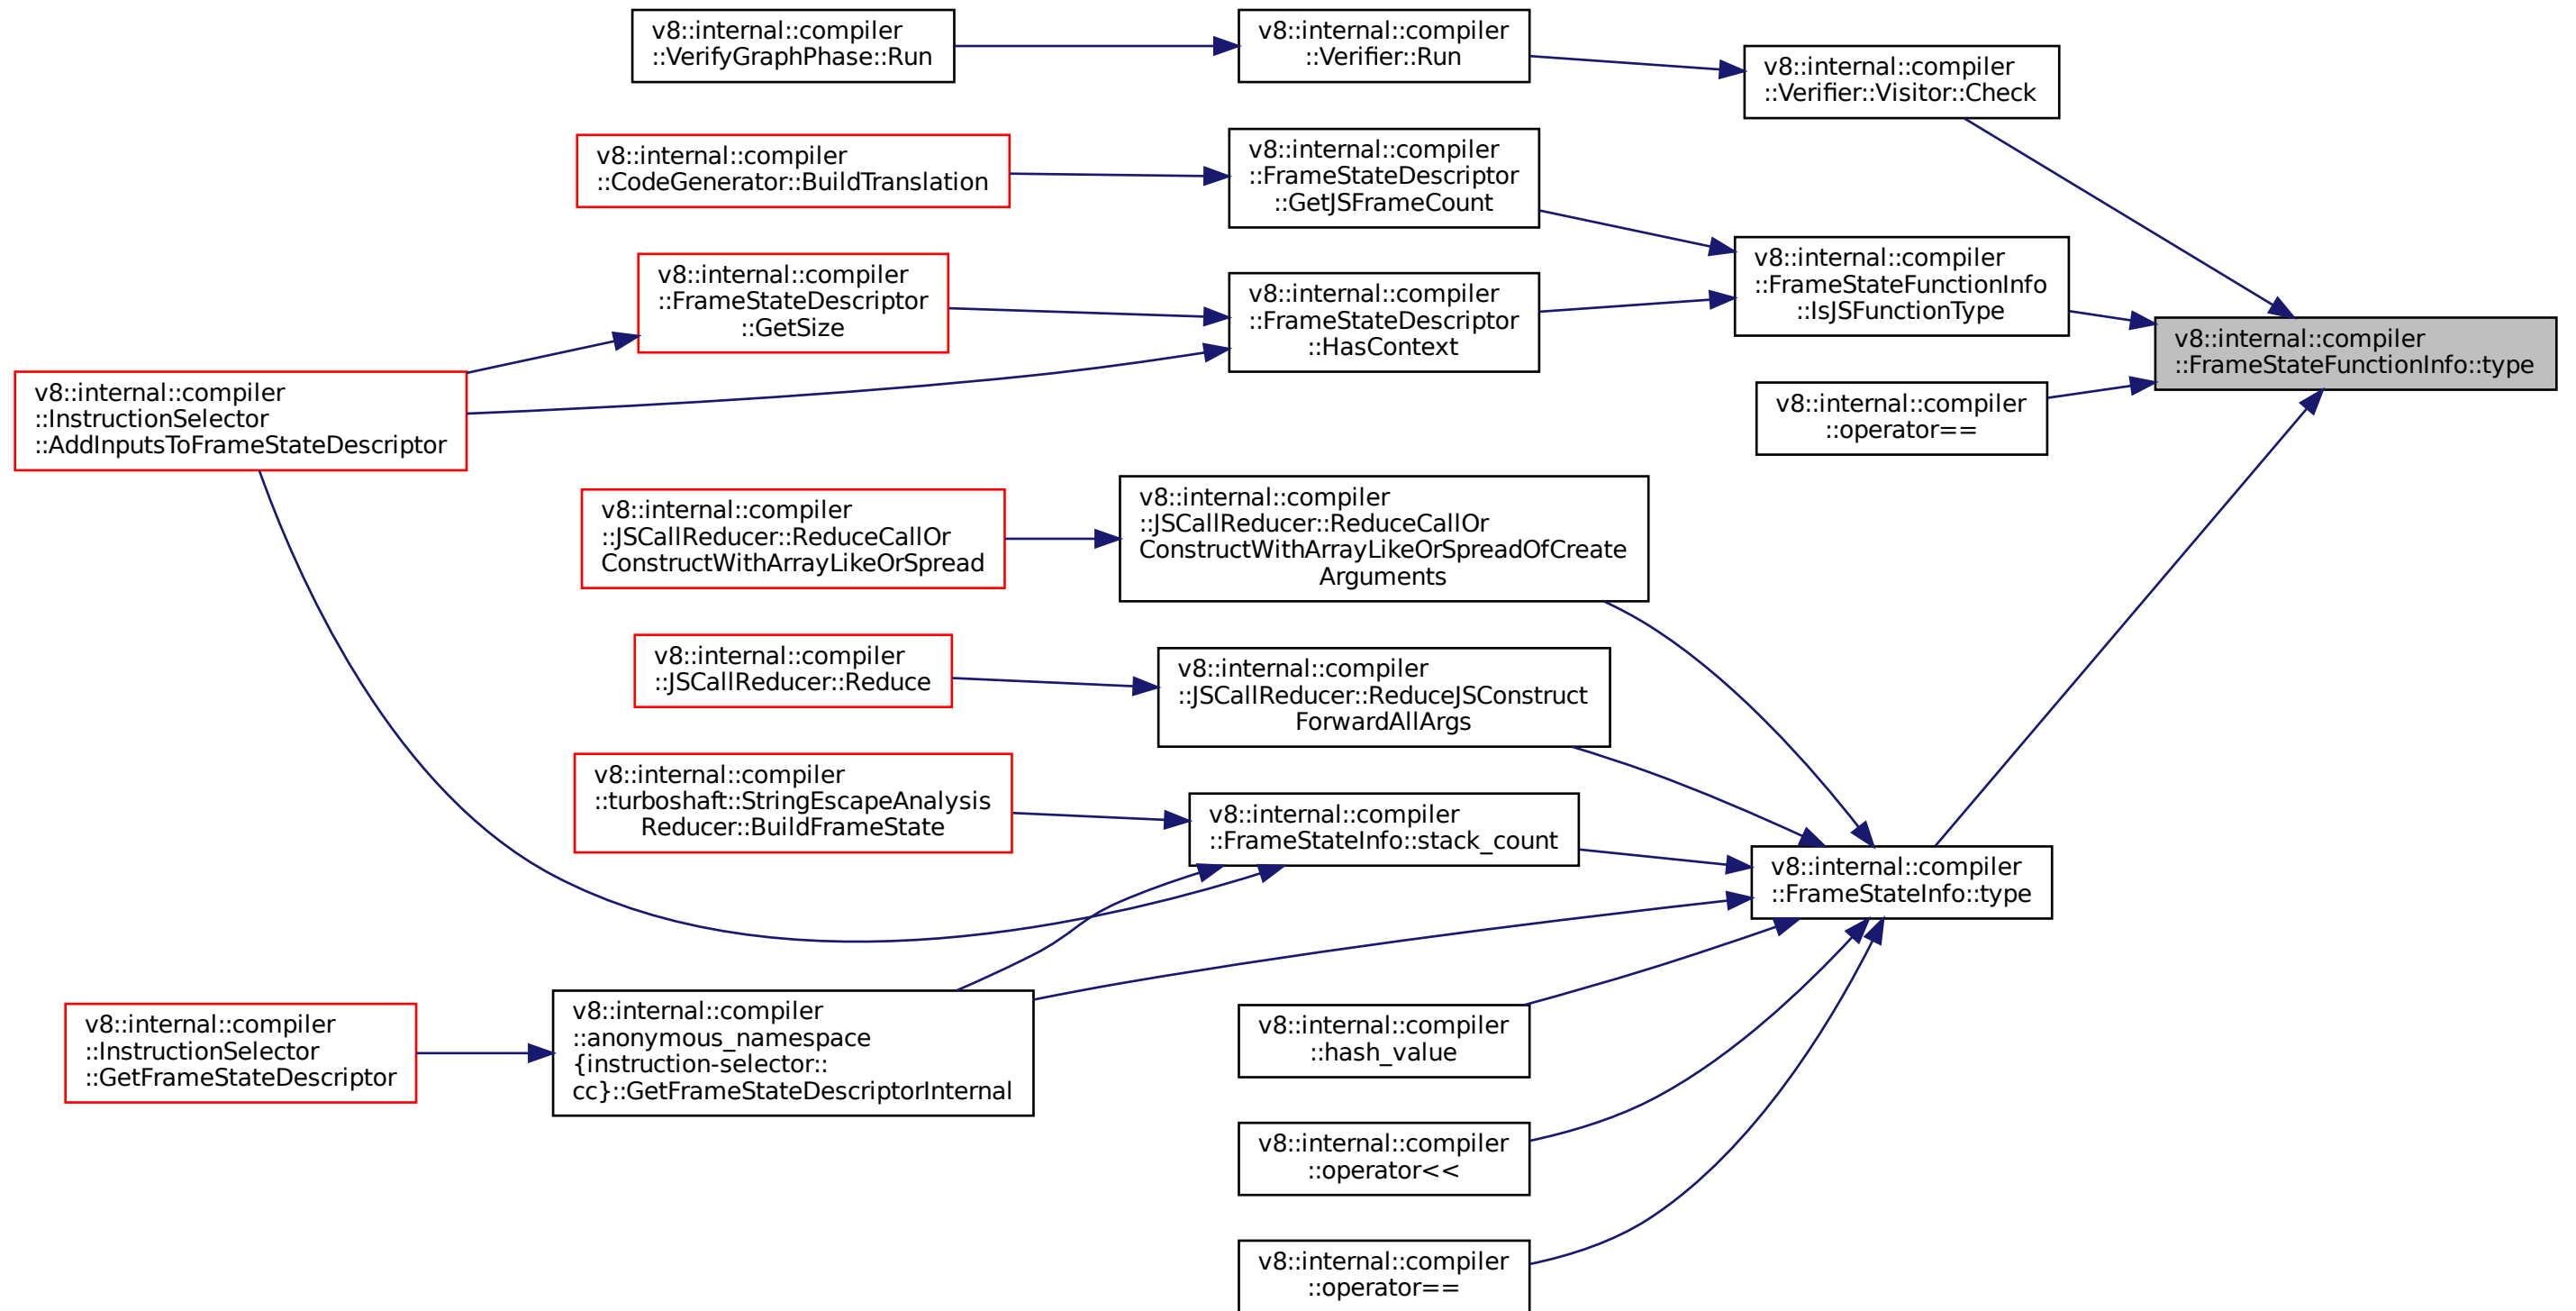 v8::internal::compiler
::VerifyGraphPhase::Run
v8::internal::compiler
::Verifier::Run
v8::internal::compiler
::Verifier::Visitor::Check
v8::internal::compiler
::CodeGenerator::BuildTranslation
v8::internal::compiler
::FrameStateDescriptor
::GetJSFrameCount
v8::internal::compiler
::FrameStateDescriptor
::GetSize
v8::internal::compiler
::FrameStateDescriptor
::HasContext
v8::internal::compiler
::FrameStateFunctionInfo
::IsJSFunctionType
v8::internal::compiler
::FrameStateFunctionInfo::type
v8::internal::compiler
::InstructionSelector
::AddInputsToFrameStateDescriptor
v8::internal::compiler
::operator==
v8::internal::compiler
::JSCallReducer::ReduceCallOr
ConstructWithArrayLikeOrSpread
v8::internal::compiler
::JSCallReducer::ReduceCallOr
ConstructWithArrayLikeOrSpreadOfCreate
Arguments
v8::internal::compiler
::JSCallReducer::Reduce
v8::internal::compiler
::JSCallReducer::ReduceJSConstruct
ForwardAllArgs
v8::internal::compiler
::turboshaft::StringEscapeAnalysis
Reducer::BuildFrameState
v8::internal::compiler
::FrameStateInfo::stack_count
v8::internal::compiler
::FrameStateInfo::type
v8::internal::compiler
::InstructionSelector
::GetFrameStateDescriptor
v8::internal::compiler
::anonymous_namespace
{instruction-selector::
cc}::GetFrameStateDescriptorInternal
v8::internal::compiler
::hash_value
v8::internal::compiler
::operator<<
v8::internal::compiler
::operator==